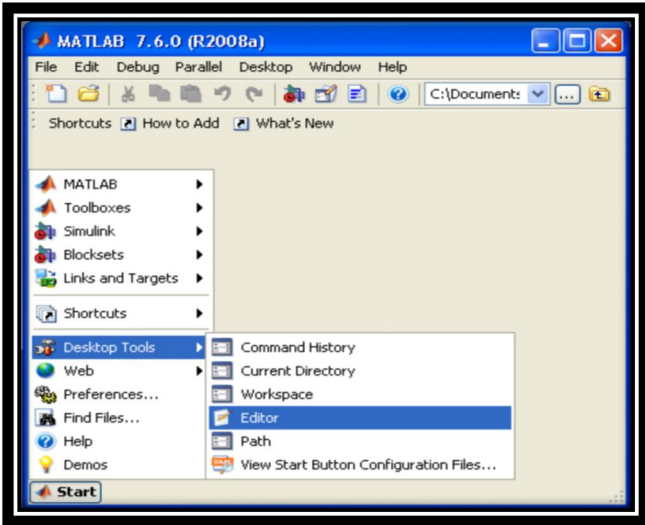 MATLAB 7.6.0 (R2008a)
File Edit Debug Parallel Desktop Window Help
C:\Documents ...
Shortcuts How to Add What's New
MATLAB
Toolboxes
Simulink
Blocksets
Links and Targets
Shortcuts
Desktop Tools
Web
Preferences...
Find Files...
Help
Demos
Command History
Current Directory
Workspace
Editor
Path
View Start Button Configuration Files...
Start